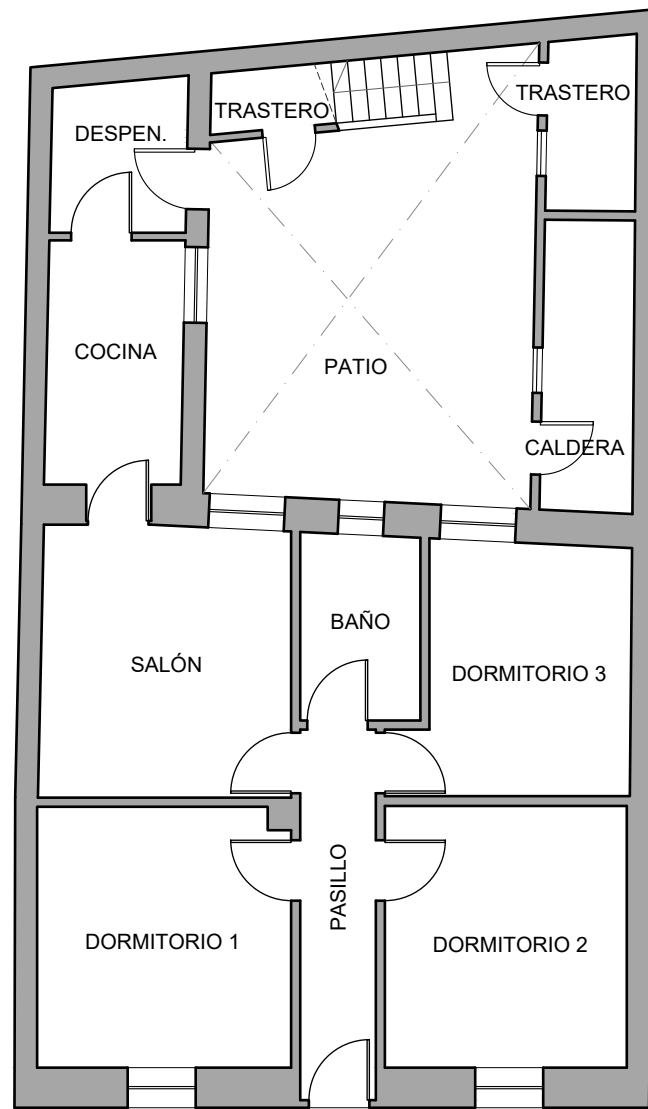 TRASTERO
TRASTERO
DESPEN.
COCINA
PATIO
CALDERA
BAÑO
SALÓN
DORMITORIO 3
PASILLO
DORMITORIO 1
DORMITORIO 2